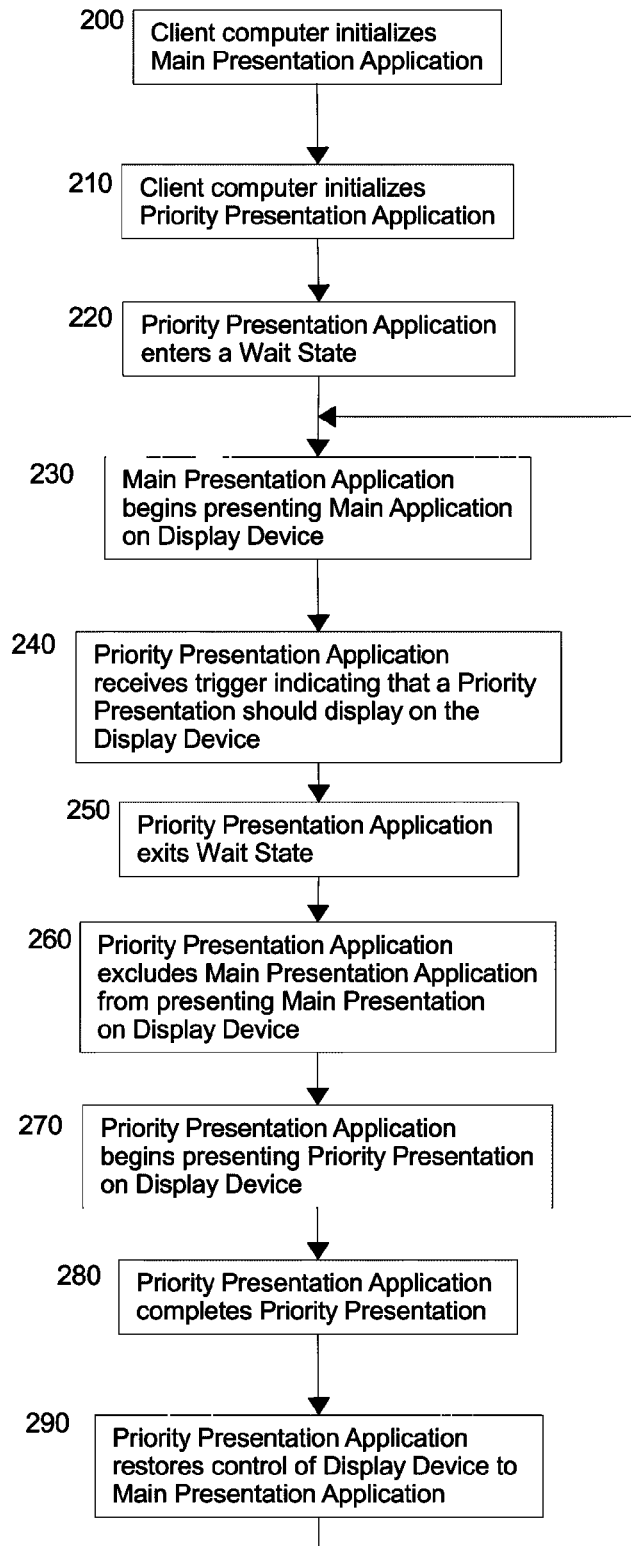 200
Client computer initializes
Main Presentation Application
210
Client computer initializes
Priority Presentation Application
220
Priority Presentation Application
enters a Wait State
230
Main Presentation Application
begins presenting Main Application
on Display Device
240
Priority Presentation Application
receives trigger indicating that a Priority
Presentation should display on the
Display Device
250
Priority Presentation Application
exits Wait State
260
Priority Presentation Application
excludes Main Presentation Application
from presenting Main Presentation
on Display Device
270
Priority Presentation Application
begins presenting Priority Presentation
on Display Device
280
Priority Presentation Application
completes Priority Presentation
290
Priority Presentation Application
restores control of Display Device to
Main Presentation Application